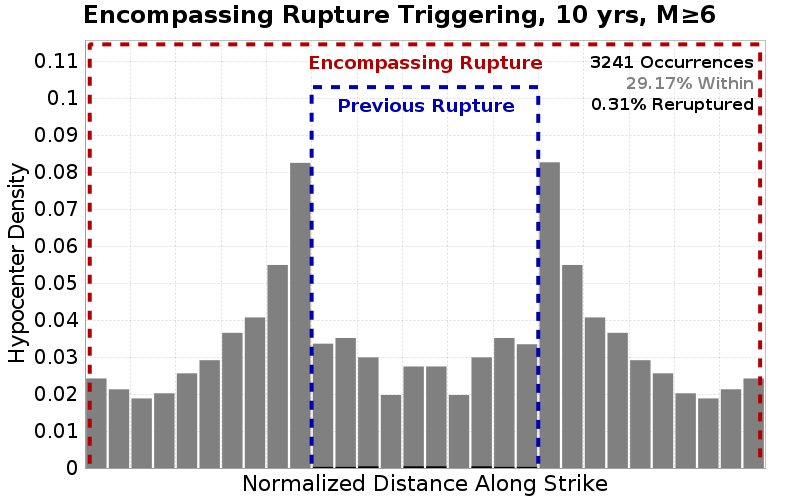 Encompassing Rupture Triggering, 10 yrs, M≥6
Encompassing Rupture
3241 Occurrences
29.17% Within
Previous Rupture
0.31% Reruptured
Hypocenter Density
0.11
0.1
0.09
0.08
0.07
0.06
0.05
0.04
0.03
0.02
0.01
0
Normalized Distance Along Strike